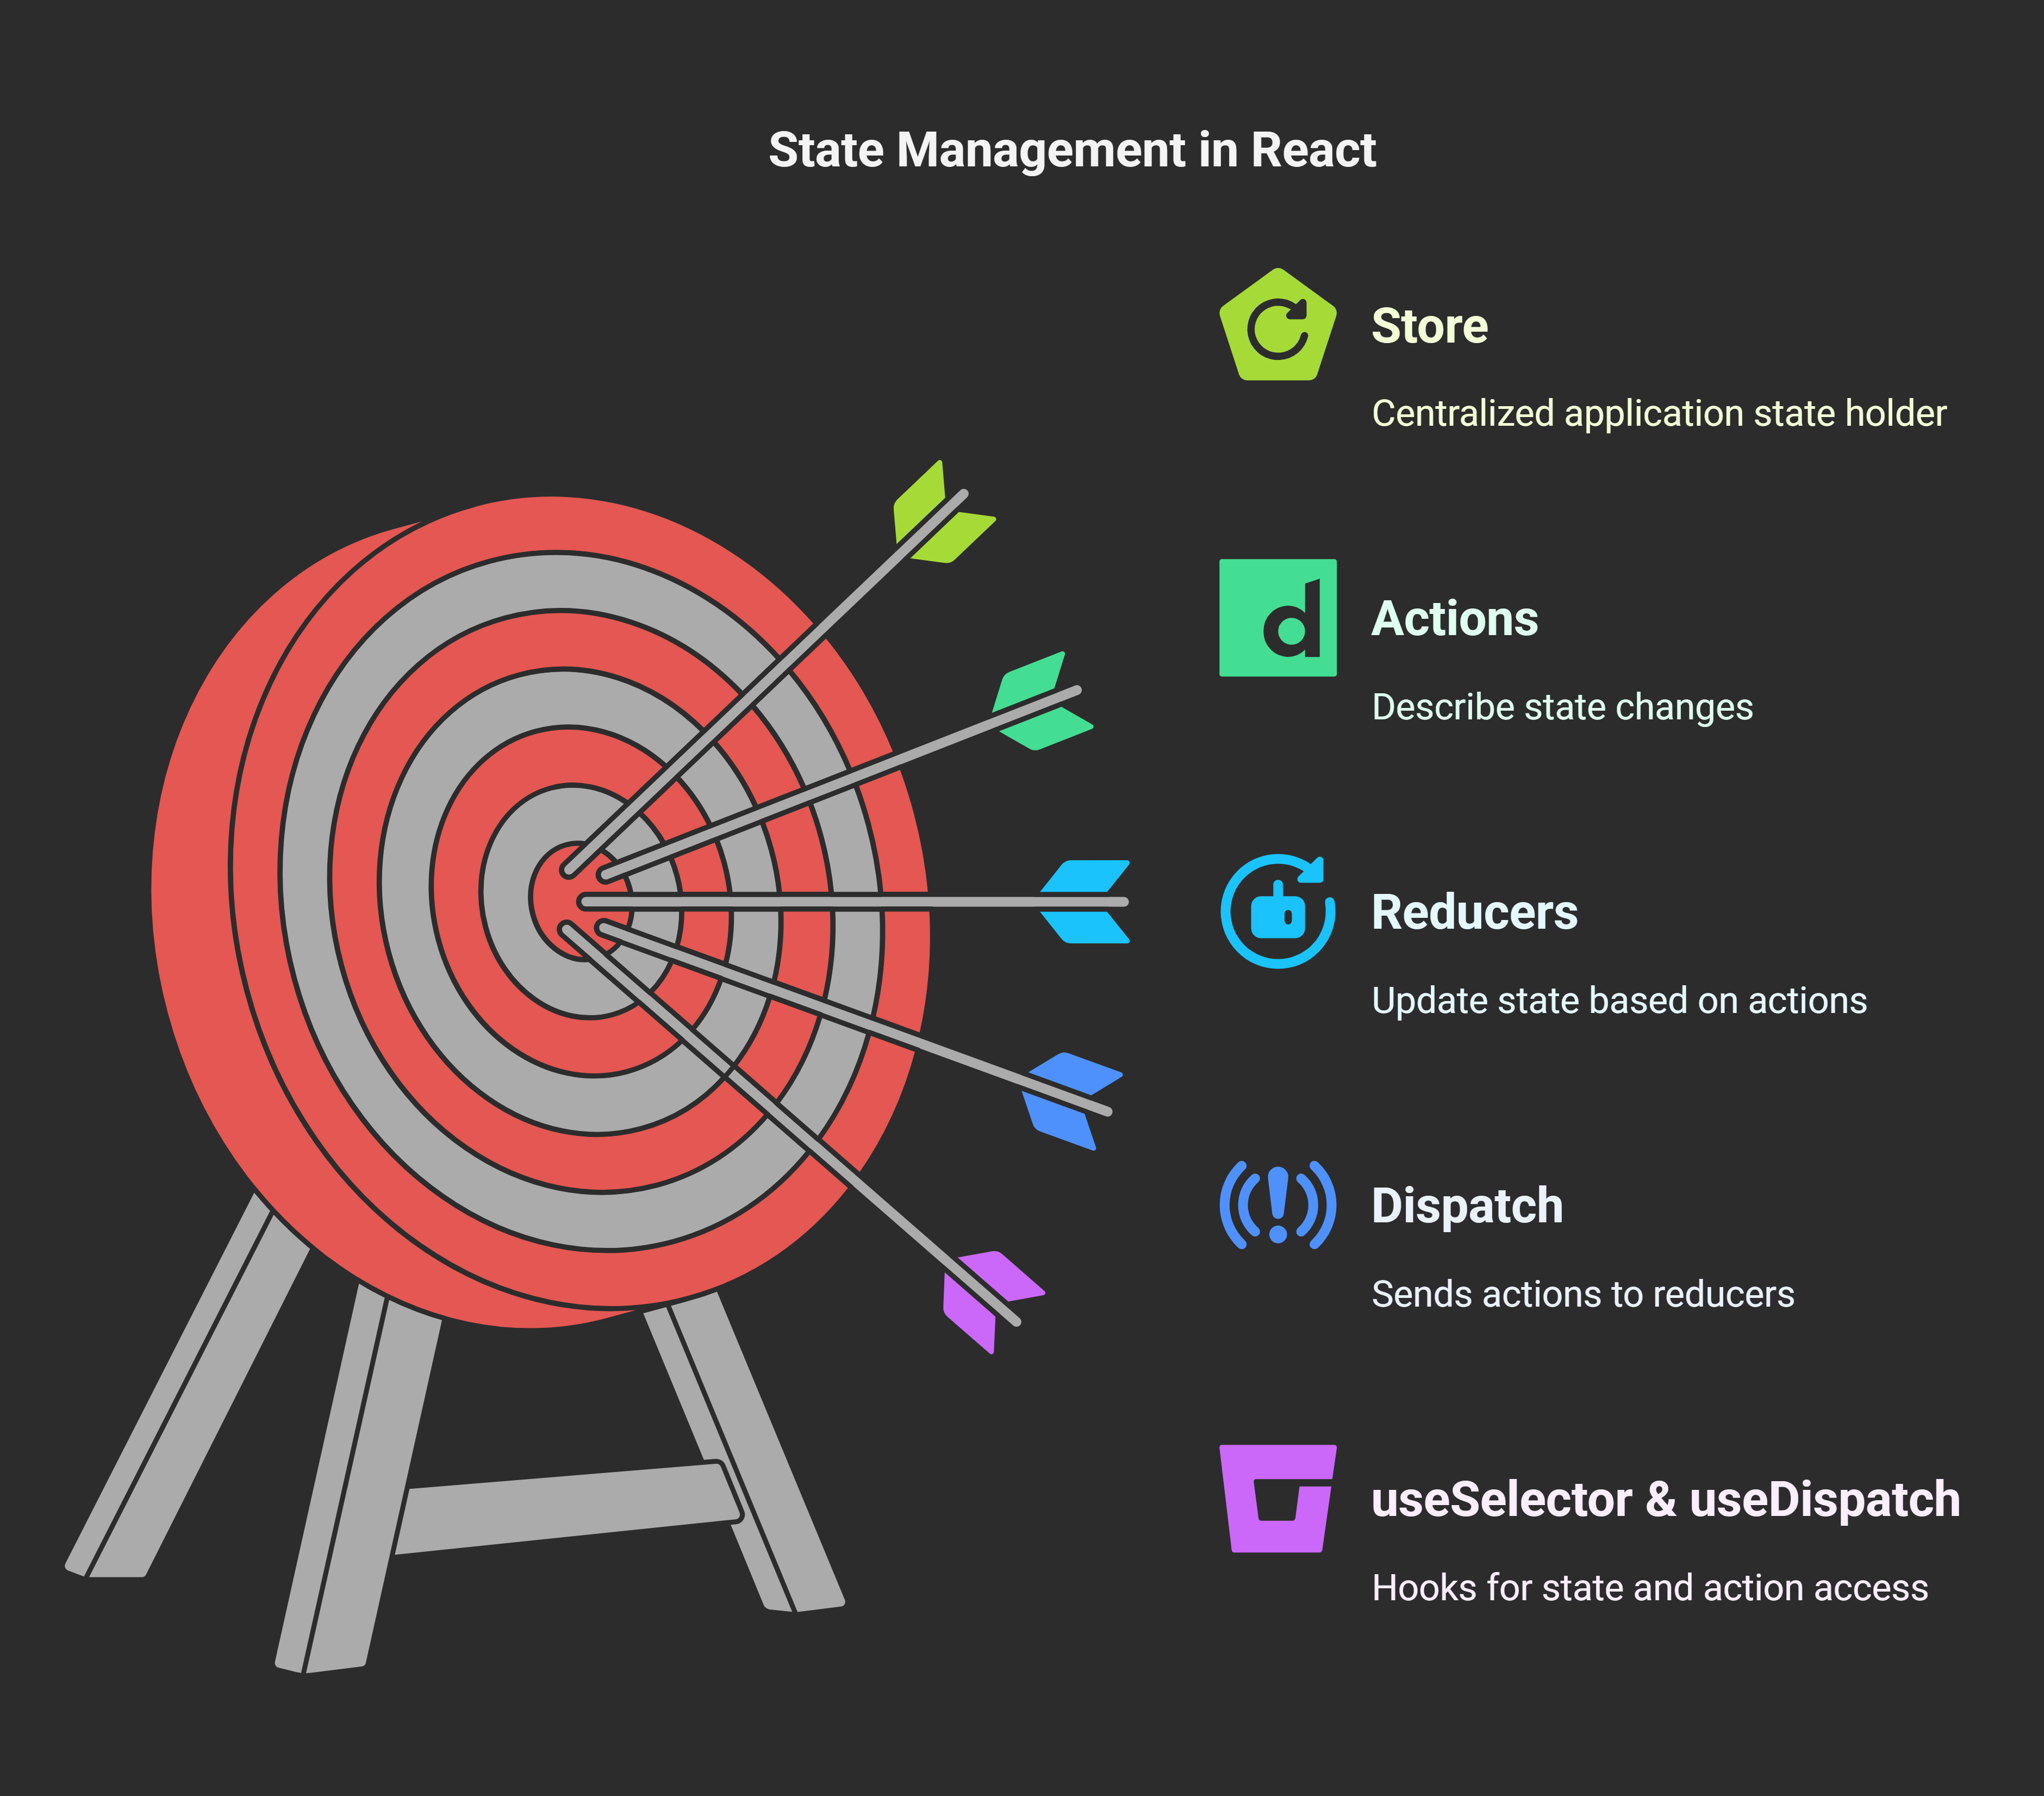 State Management in React
Store
Centralized application state holder
Actions
Describe state changes
Reducers
Update state based on actions
Dispatch
Sends actions to reducers
useSelector & useDispatch
Hooks for state and action access